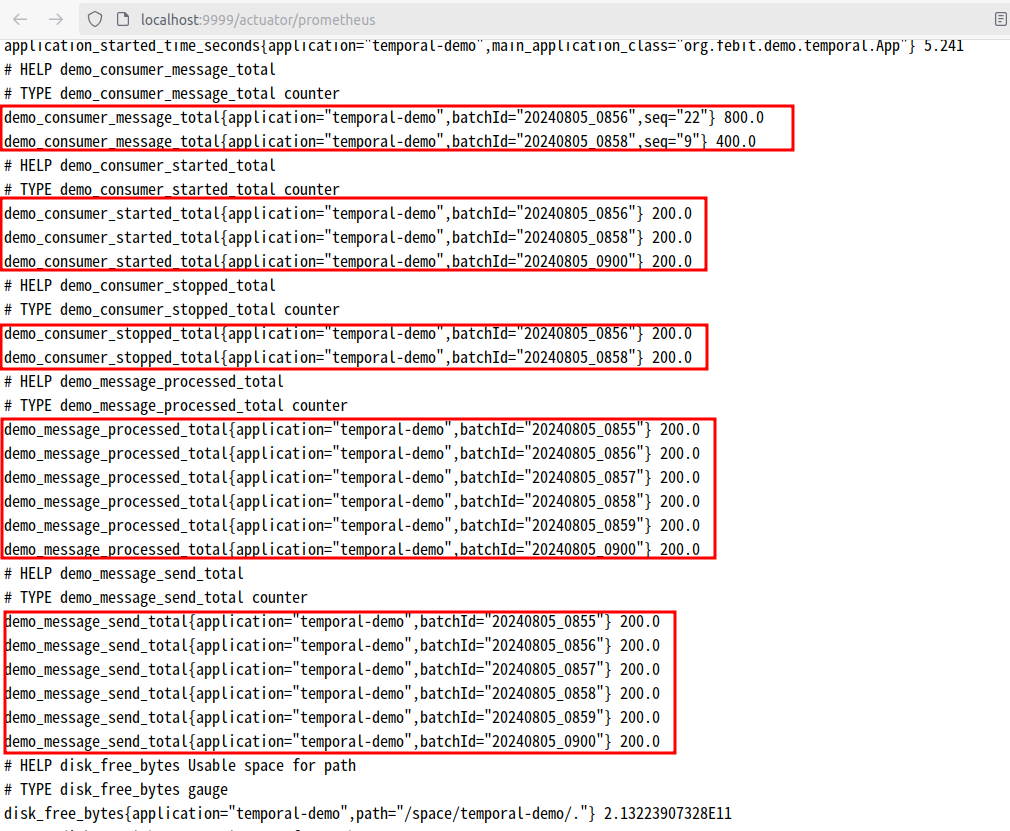 localhost:9999/actuator/prometheus
application_started_time_seconds{application="temporal-demo",main_application_class="org.febit.demo.temporal.App"} 5.241
# HELP demo_consumer_message_total
# TYPE demo_consumer_message_total counter
demo_consumer_message_total{application="temporal-demo",batchId="20240805_0856",seq="22"} 800.0
demo_consumer_message_total{application="temporal-demo",batchId="20240805_0858",seq="9"} 400.0
# HELP demo_consumer_started_total
# TYPE demo_consumer_started_total counter
demo_consumer_started_total{application="temporal-demo",batchId="20240805_0856"} 200.0
demo_consumer_started_total{application="temporal-demo",batchId="20240805_0858"} 200.0
demo_consumer_started_total{application="temporal-demo",batchId="20240805_0900"} 200.0
# HELP demo_consumer_stopped_total
# TYPE demo_consumer_stopped_total counter
demo_consumer_stopped_total{application="temporal-demo",batchId="20240805_0856"} 200.0
demo_consumer_stopped_total{application="temporal-demo",batchId="20240805_0858"} 200.0
# HELP demo_message_processed_total
# TYPE demo_message_processed_total counter
demo_message_processed_total{application="temporal-demo",batchId="20240805_0855"} 200.0
demo_message_processed_total{application="temporal-demo",batchId="20240805_0856"} 200.0
demo_message_processed_total{application="temporal-demo",batchId="20240805_0857"} 200.0
demo_message_processed_total{application="temporal-demo",batchId="20240805_0858"} 200.0
demo_message_processed_total{application="temporal-demo",batchId="20240805_0859"} 200.0
demo_message_processed_total{application="temporal-demo",batchId="20240805_0900"} 200.0
# HELP demo_message_send_total
# TYPE demo_message_send_total counter
demo_message_send_total{application="temporal-demo",batchId="20240805_0855"} 200.0
demo_message_send_total{application="temporal-demo",batchId="20240805_0856"} 200.0
demo_message_send_total{application="temporal-demo",batchId="20240805_0857"} 200.0
demo_message_send_total{application="temporal-demo",batchId="20240805_0858"} 200.0
demo_message_send_total{application="temporal-demo",batchId="20240805_0859"} 200.0
demo_message_send_total{application="temporal-demo",batchId="20240805_0900"} 200.0
# HELP disk_free_bytes Usable space for path
# TYPE disk_free_bytes gauge
disk_free_bytes{application="temporal-demo",path="/space/temporal-demo/."} 2.13223907328E11